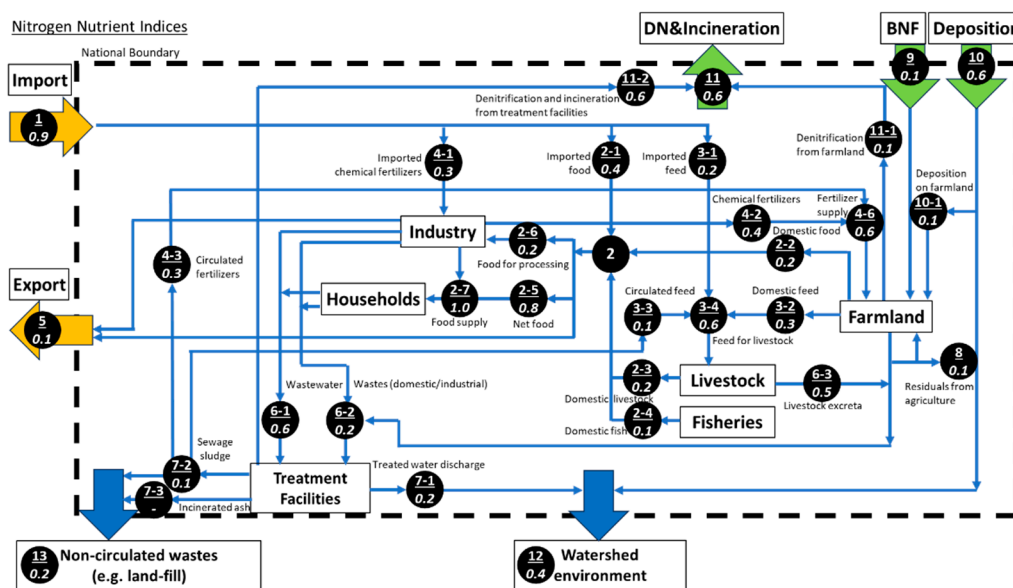 Nitrogen Nutrient Indices
DN&Incineration
BNF
Deposition
National Boundary
Import
1
0.9
9
0.1
10
0.6
11-2
0.6
11
0.6
Denitrification and incineration
from treatment facilities
11-1
0.1
Denitrification
from farmland
4-1
0.3
Imported
chemical fertilizers
2-1
0.4
Imported
food
3-1
0.2
Imported
feed
Deposition
on farmland
10-1
0.1
Chemical fertilizers
4-2
0.4
Fertilizer
supply
4-6
0.6
Industry
2-6
0.2
Food for processing
2
Domestic food
2-2
0.2
4-3
0.3
Circulated
fertilizers
Export
5
0.1
Households
2-7
1.0
Food supply
2-5
0.8
Net food
Circulated feed
3-3
0.1
3-4
0.6
Feed for livestock
Domestic feed
3-2
0.3
Farmland
8
0.1
Residuals from
agriculture
2-3
0.2
Domestic livestock
Livestock
6-3
0.5
Livestock excreta
2-4
0.1
Domestic fish
Fisheries
Wastewater
6-1
0.6
Wastes (domestic/industrial)
6-2
0.2
Sewage
sludge
7-2
0.1
7-3
-
Incinerated ash
Treatment
Facilities
Treated water discharge
7-1
0.2
13
0.2
Non-circulated wastes
(e.g. land-fill)
12
0.4
Watershed
environment